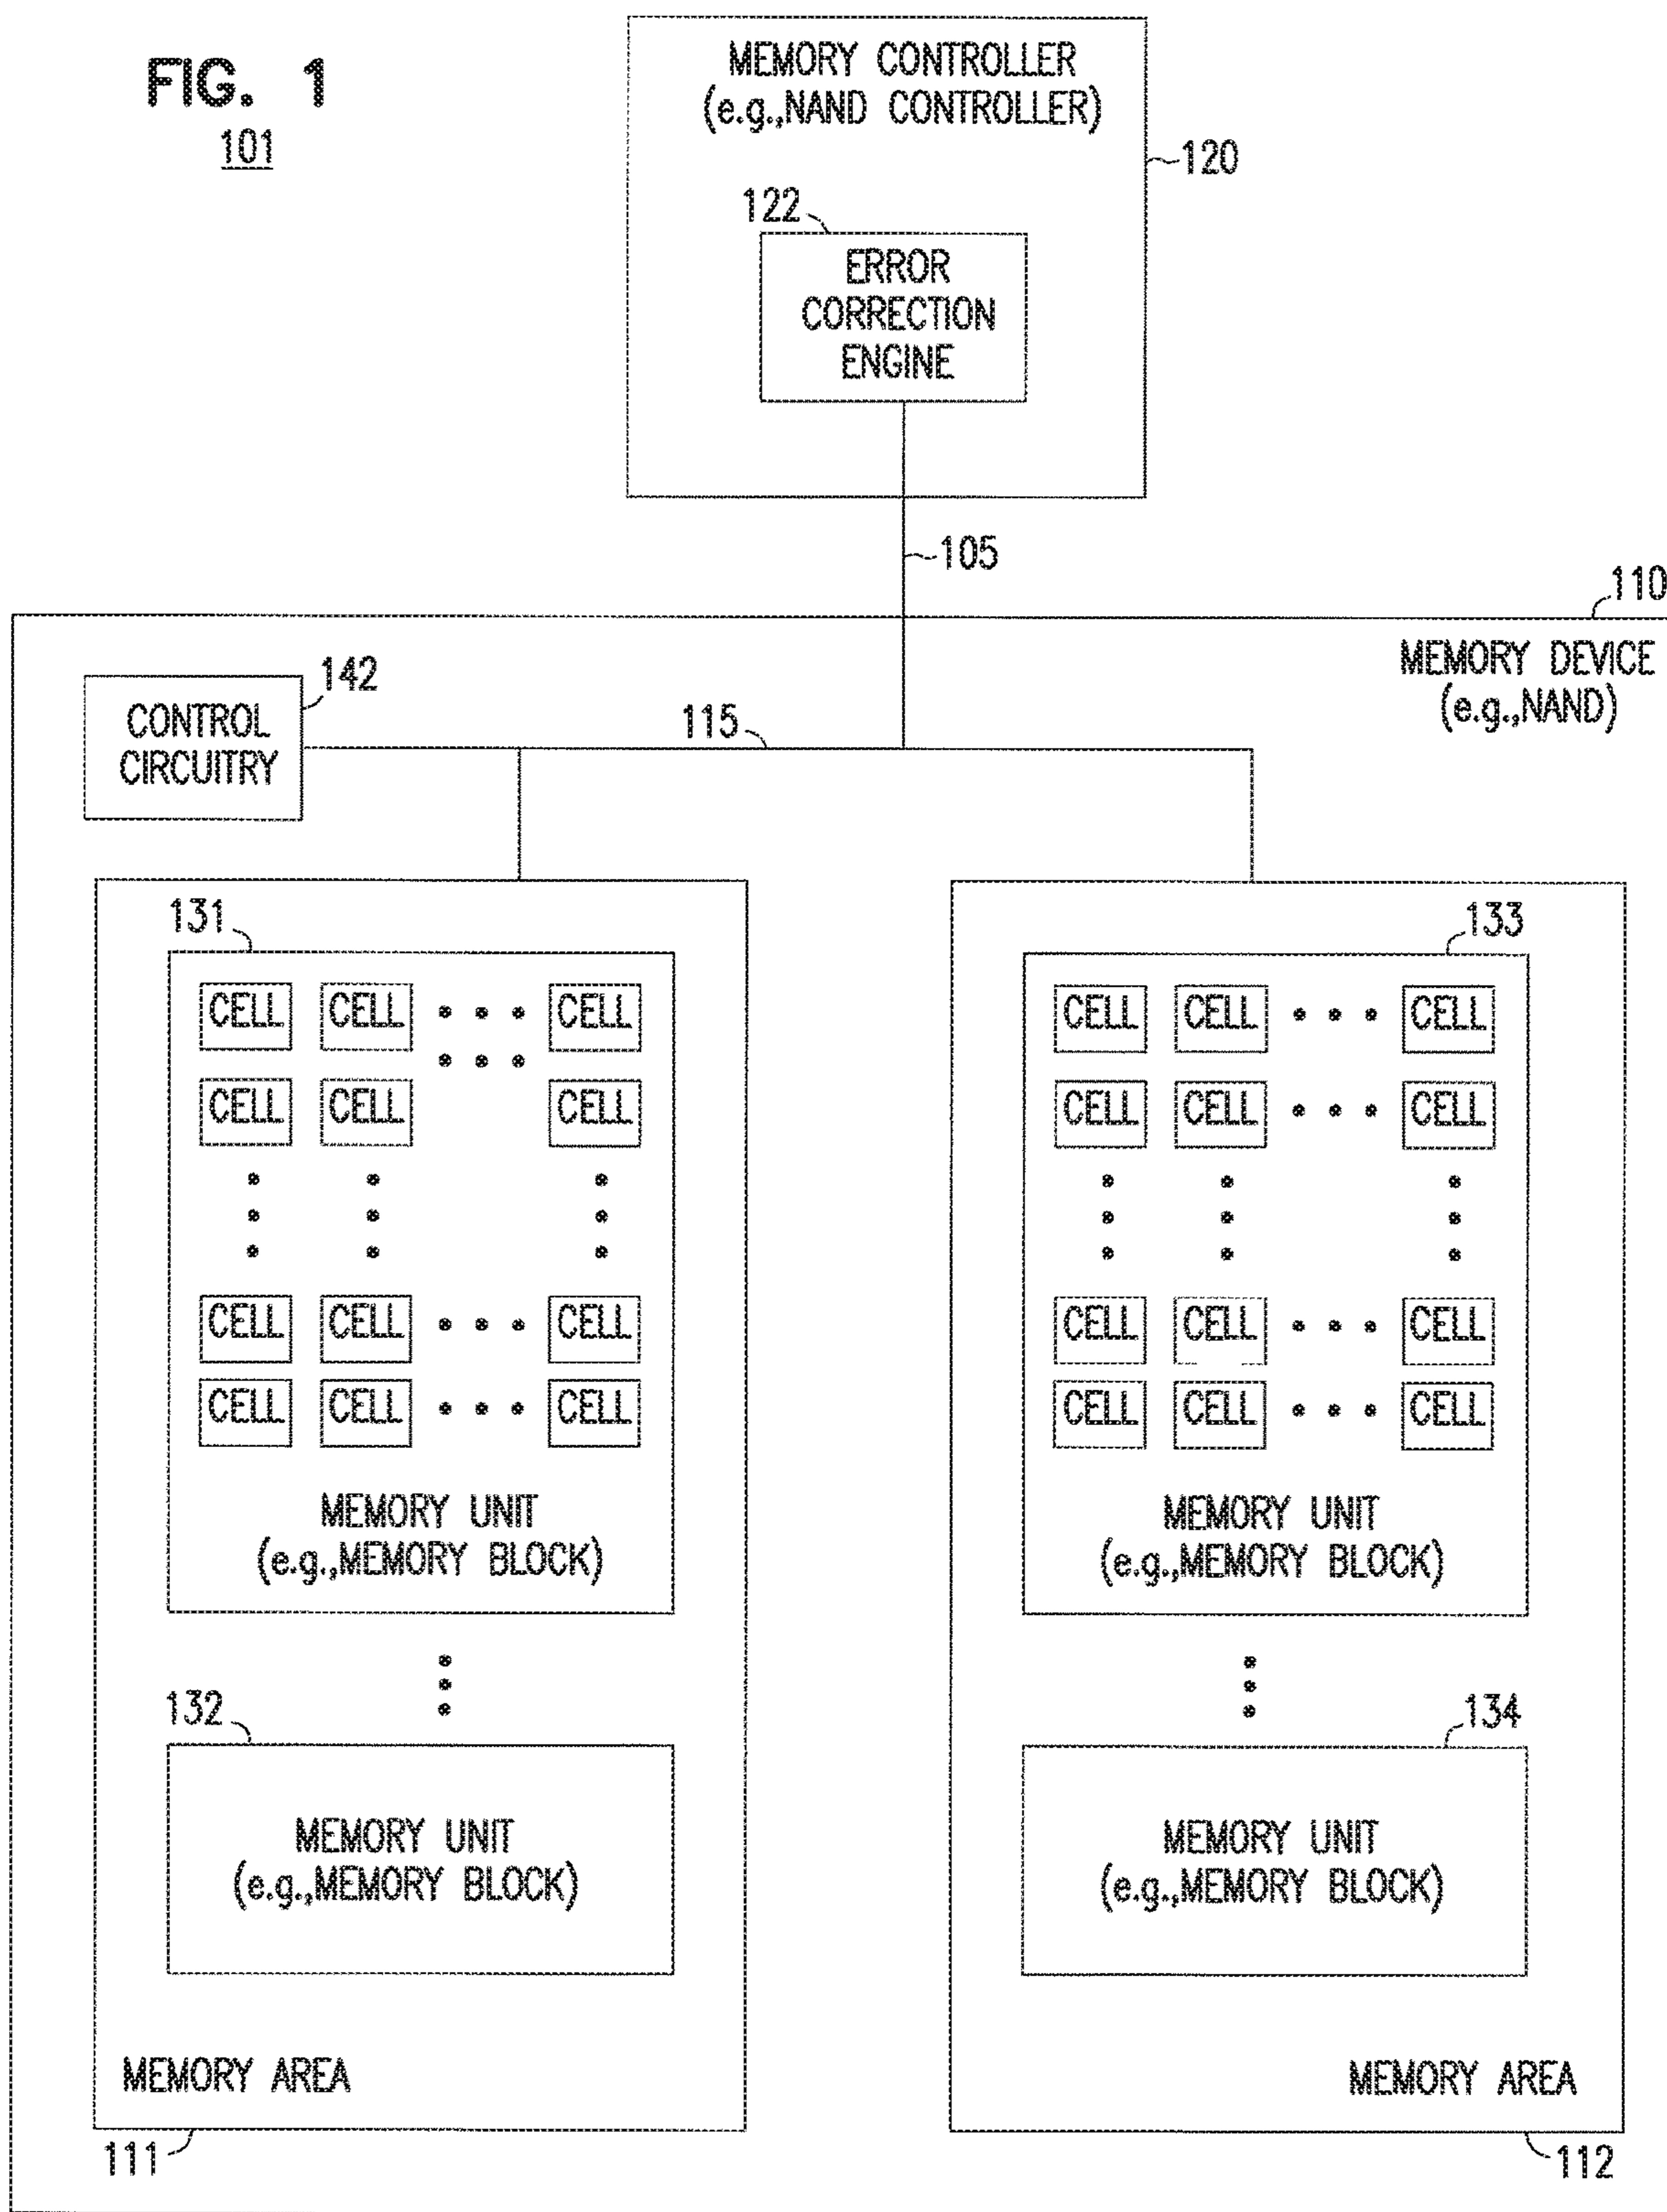 FIG. 1
101
MEMORY CONTROLLER
(e.g.,NAND CONTROLLER)
120
122
ERROR
CORRECTION
ENGINE
105
110
MEMORY DEVICE
(e.g.,NAND)
142
CONTROL
CIRCUITRY
115
131
CELL CELL CELL
CELL CELL CELL
CELL CELL CELL
CELL CELL CELL
MEMORY UNIT
(e.g.,MEMORY BLOCK)
132
MEMORY UNIT
(e.g.,MEMORY BLOCK)
MEMORY AREA
111
133
CELL CELL CELL
CELL CELL CELL
CELL CELL CELL
CELL CELL CELL
MEMORY UNIT
(e.g.,MEMORY BLOCK)
134
MEMORY UNIT
(e.g.,MEMORY BLOCK)
MEMORY AREA
112